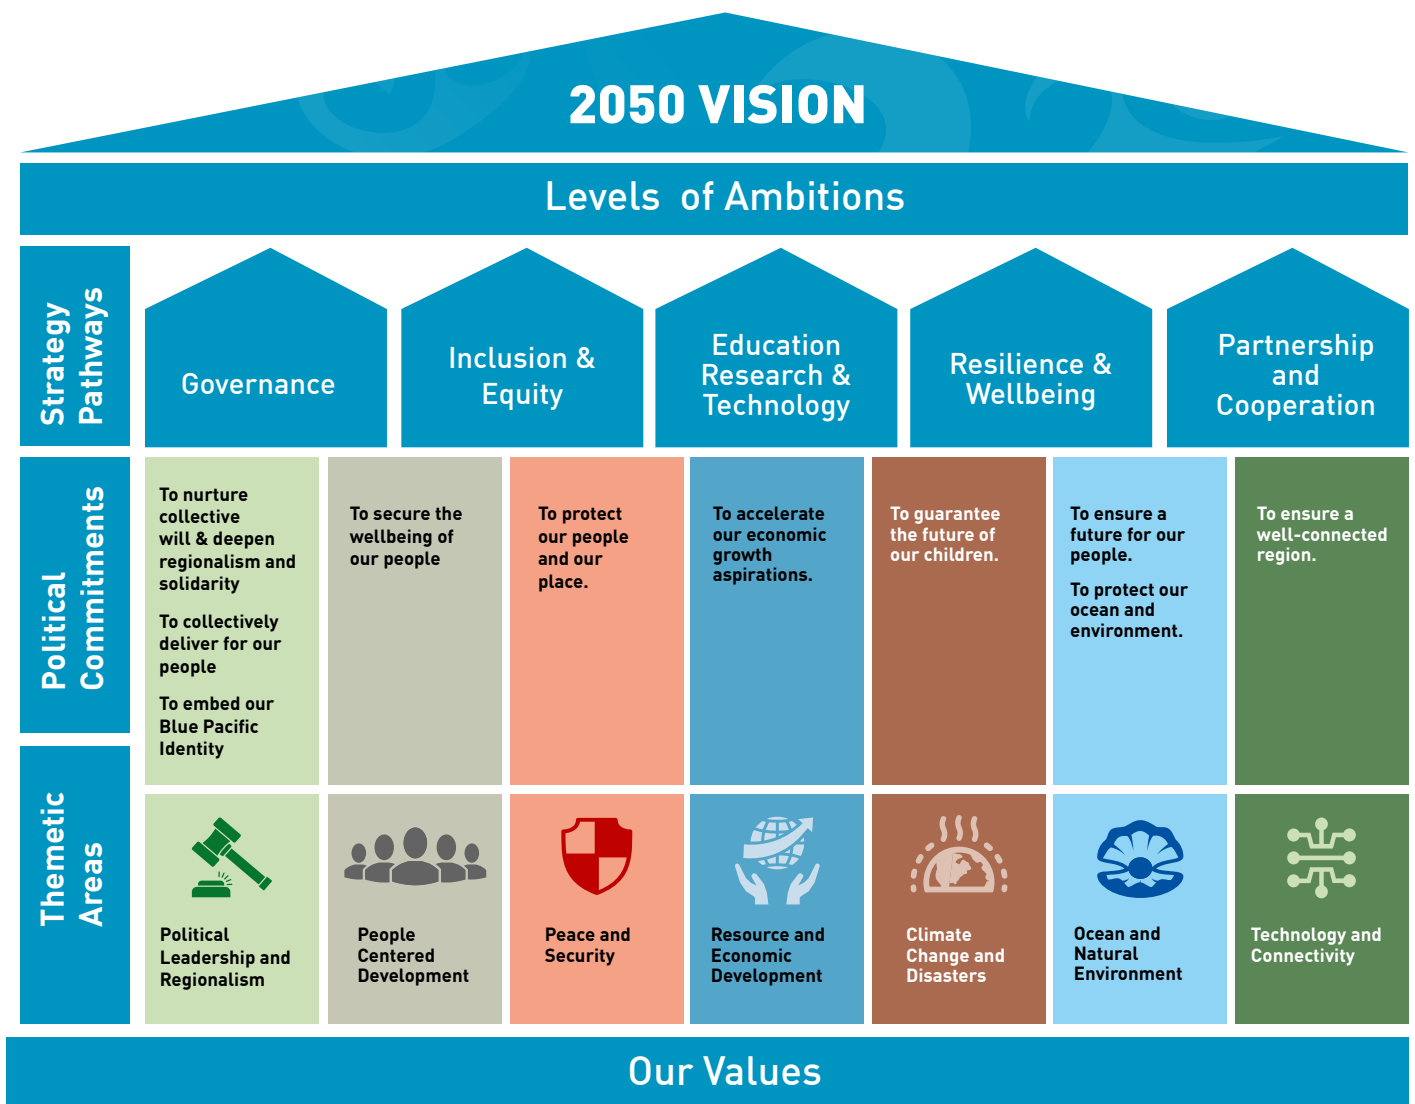 2050 VISION
Levels of Ambitions
Strategy
Pathways
Governance
Inclusion &
Equity
Education
Research &
Technology
Resilience &
Wellbeing
Partnership
and
Cooperation
Political
Commitments
To nurture
collective
will & deepen
regionalism and
solidarity
To collectively
deliver for our
people
To embed our
Blue Pacific
Identity
To secure the
wellbeing of
our people
To protect
our people
and our
place.
To accelerate
our economic
growth
aspirations.
To guarantee
the future of
our children.
To ensure a
future for our
people.
To protect our
ocean and
environment.
To ensure a
well-connected
region.
Themetic
Areas
Political
Leadership and
Regionalism
People
Centered
Development
Peace and
Security
Resource and
Economic
Development
Climate
Change and
Disasters
Ocean and
Natural
Environment
Technology and
Connectivity
Our Values